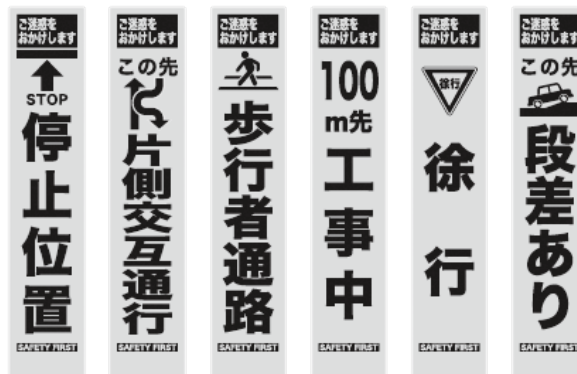 ご迷惑を
おかけします
STOP
停止位置
SAFETY FIRST
ご迷惑を
おかけします
この先
片側交互通行
SAFETY FIRST
ご迷惑を
おかけします
歩行者通路
SAFETY FIRST
ご迷惑を
おかけします
100
m先
工事中
SAFETY FIRST
ご迷惑を
おかけします
徐行
徐行
SAFETY FIRST
ご迷惑を
おかけします
この先
段差あり
SAFETY FIRST